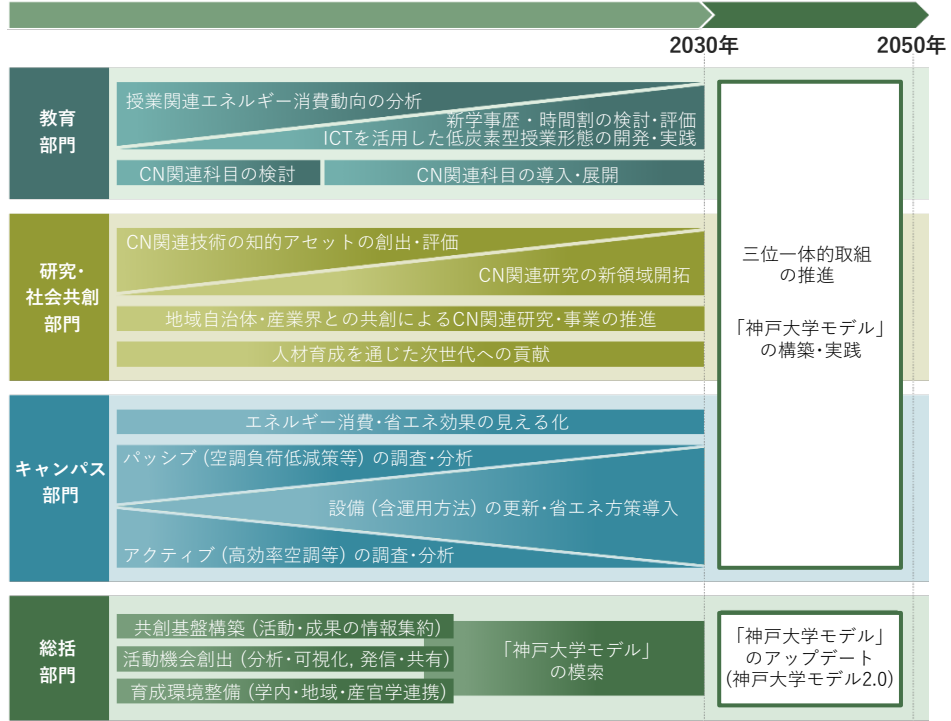 2030年
2050年
教育
部門
授業関連エネルギー消費動向の分析
新学事歴・時間割の検討・評価
ICTを活用した低炭素型授業形態の開発・実践
CN関連科目の検討
CN関連科目の導入・展開
研究・
社会共創
部門
CN関連技術の知的アセットの創出・評価
CN関連研究の新領域開拓
地域自治体・産業界との共創によるCN関連研究・事業の推進
人材育成を通じた次世代への貢献
キャンパス
部門
エネルギー消費・省エネ効果の見える化
パッシブ (空調負荷低減策等) の調査・分析
設備 (含運用方法) の更新・省エネ方策導入
アクティブ (高効率空調等) の調査・分析
三位一体的取組
の推進
「神戸大学モデル」
の構築・実践
総括
部門
共創基盤構築 (活動・成果の情報集約)
活動機会創出 (分析・可視化, 発信・共有)
育成環境整備 (学内・地域・産官学連携)
「神戸大学モデル」
の模索
「神戸大学モデル」
のアップデート
(神戸大学モデル2.0)